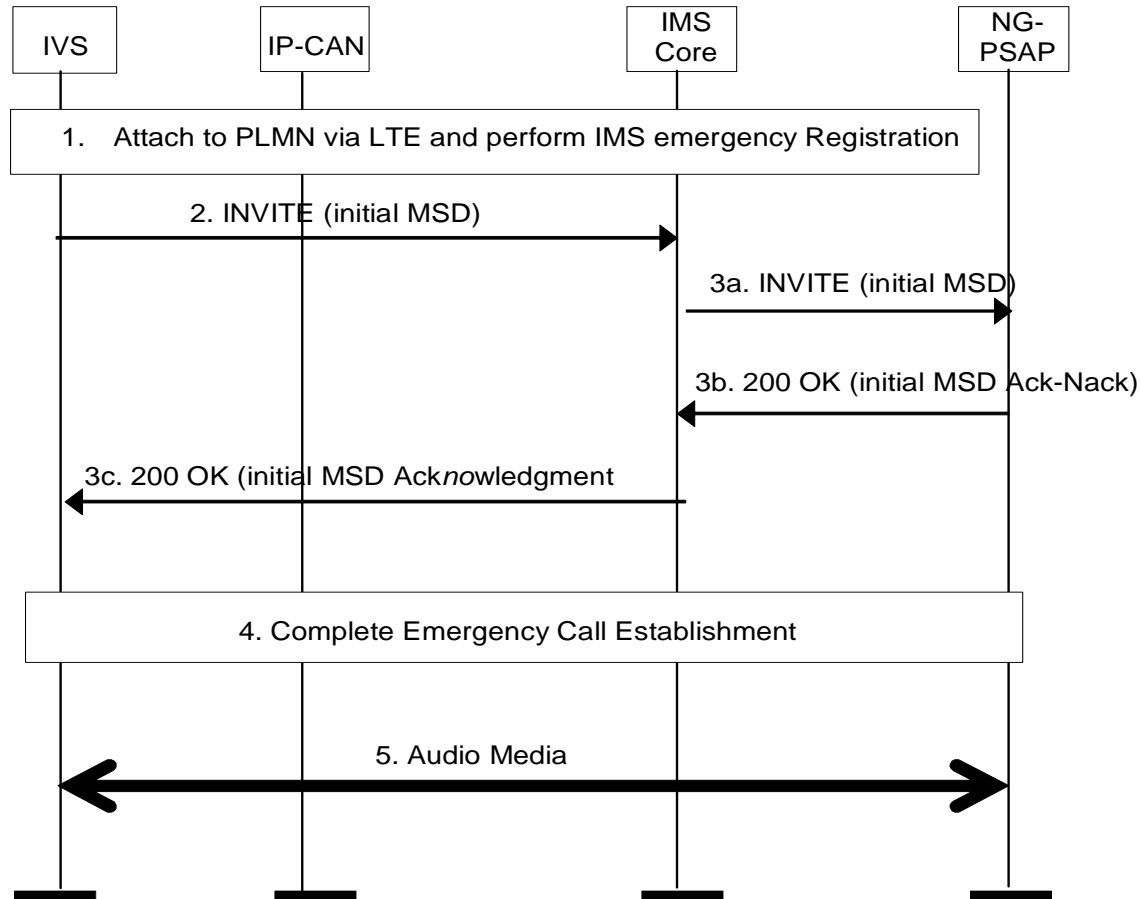 IVS
IP-CAN
IMS
Core
NG-
PSAP
1. Attach to PLMN via LTE and perform IMS emergency Registration
2. INVITE (initial MSD)
3a. INVITE (initial MSD)
3b. 200 OK (initial MSD Ack-Nack)
3c. 200 OK (initial MSD Acknowledgment
4. Complete Emergency Call Establishment
5. Audio Media